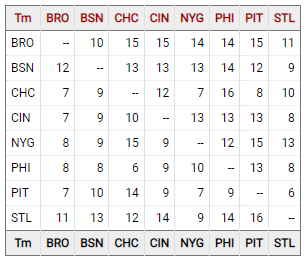 Tm BRO BSN CHC CIN NYG PHI PIT STL
BRO -- 10 15 15 14 14 15 11
BSN 12 -- 13 13 13 14 12 9
CHC 7 9 -- 12 7 16 8 10
CIN 7 9 10 -- 13 13 13 8
NYG 8 9 15 9 -- 12 15 13
PHI 8 8 6 9 10 -- 13 8
PIT 7 10 14 9 7 9 -- 6
STL 11 13 12 14 9 14 16 --
Tm BRO BSN CHC CIN NYG PHI PIT STL